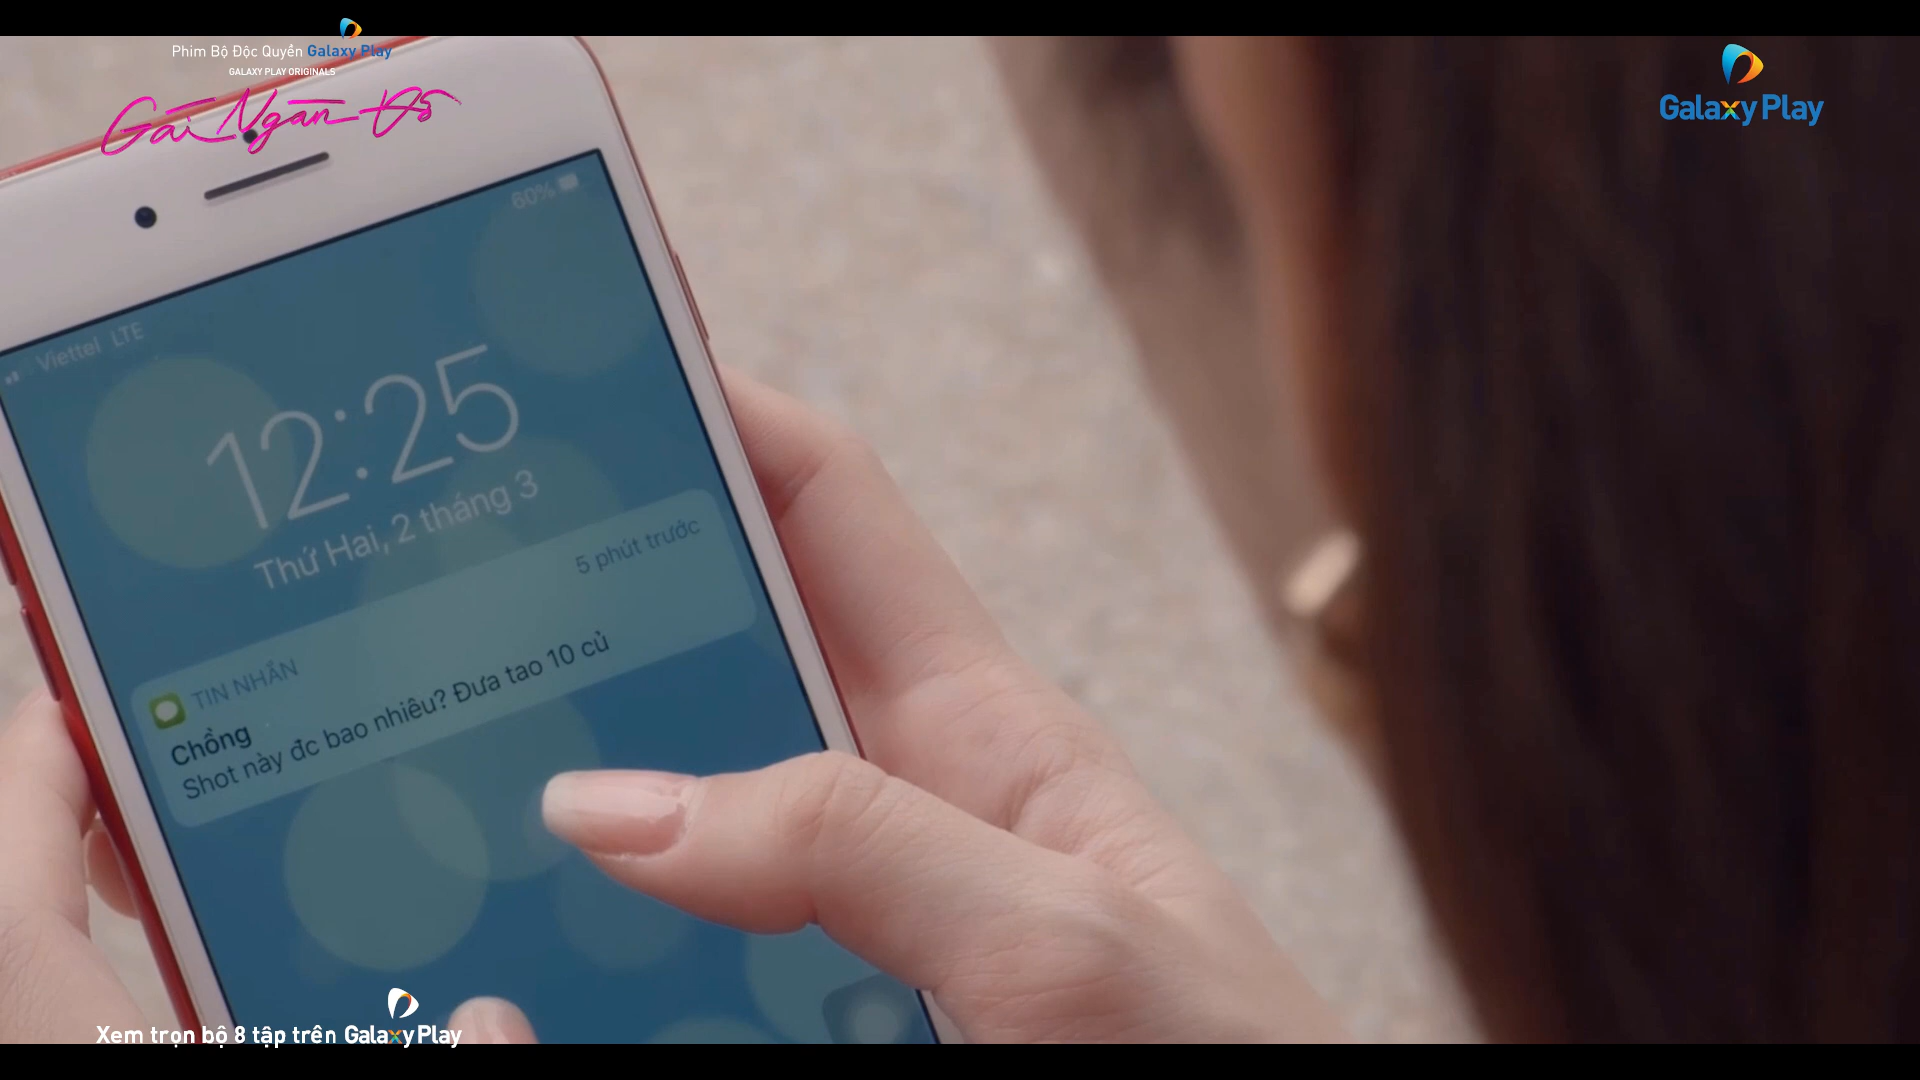 Phim Bộ Độc Quyền Galaxy Play
GALAXY PLAY ORIGINALS
Gái Ngàn Đô
Galaxy Play
60%
Viettel LTE
12:25
Thứ Hai, 2 tháng 3
5 phút trước
TIN NHẮN
Chồng
Shot này đc bao nhiêu? Đưa tao 10 củ
Xem trọn bộ 8 tập trên Galaxy Play